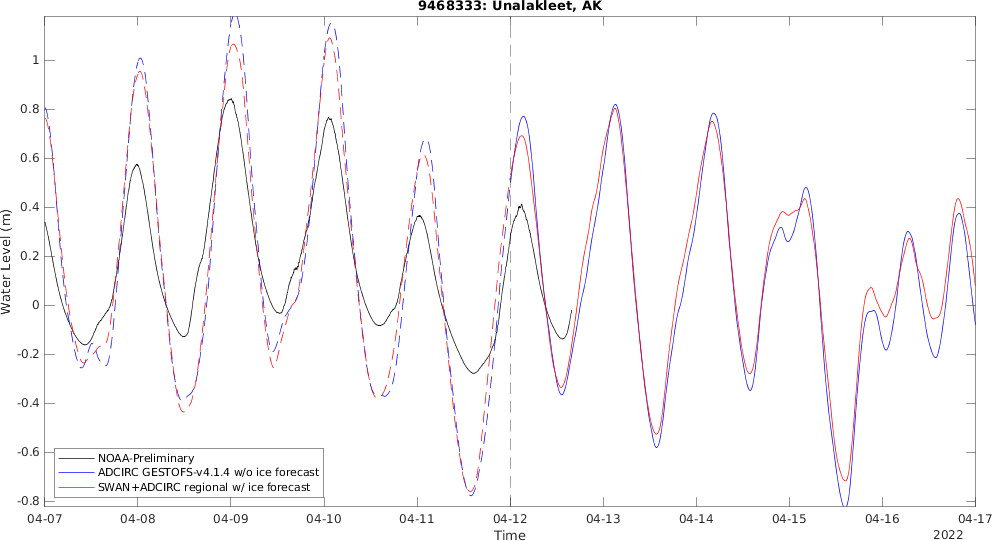 9468333: Unalakleet, AK
Water Level (m)
1
0.8
0.6
0.4
0.2
0
-0.2
-0.4
-0.6
-0.8
NOAA-Preliminary
ADCIRC GESTOFS-v4.1.4 w/o ice forecast
SWAN+ADCIRC regional w/ ice forecast
04-07 04-08 04-09 04-10 04-11 04-12 04-13 04-14 04-15 04-16 04-17
Time
2022